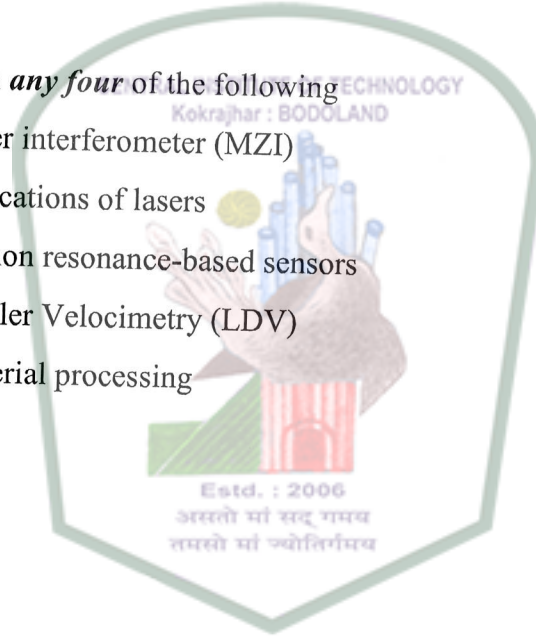 any four of the following
TECHNOLOGY
Kokrajhar : BODOLAND
er interferometer (MZI)
cations of lasers
on resonance-based sensors
ler Velocimetry (LDV)
erial processing
Estd. : 2006
असतो मां सद् गमय
तमसो मां ज्योतिर्गमय